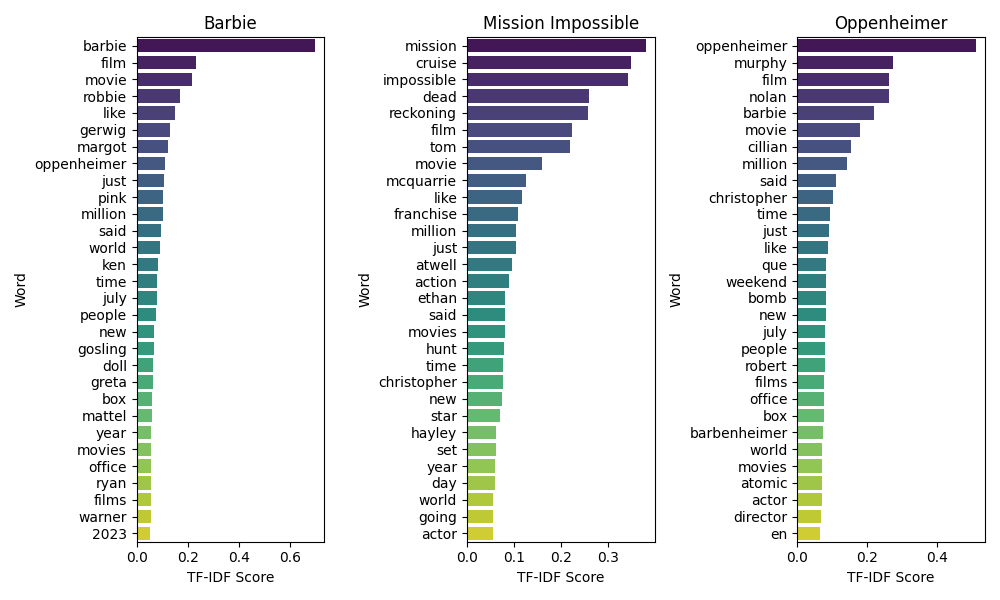 Barbie
Word
barbie
film
movie
robbie
like
gerwig
margot
oppenheimer
just
pink
million
said
world
ken
time
july
people
new
gosling
doll
greta
box
mattel
year
movies
office
ryan
films
warner
2023
0.0 0.2 0.4 0.6
TF-IDF Score
Mission Impossible
Word
mission
cruise
impossible
dead
reckoning
film
tom
movie
mcquarrie
like
franchise
million
just
atwell
action
ethan
said
movies
hunt
time
christopher
new
star
hayley
set
year
day
world
going
actor
0.0 0.1 0.2 0.3
TF-IDF Score
Oppenheimer
Word
oppenheimer
murphy
film
nolan
barbie
movie
cillian
million
said
christopher
time
just
like
que
weekend
bomb
new
july
people
robert
films
office
box
barbenheimer
world
movies
atomic
actor
director
en
0.0 0.2 0.4
TF-IDF Score